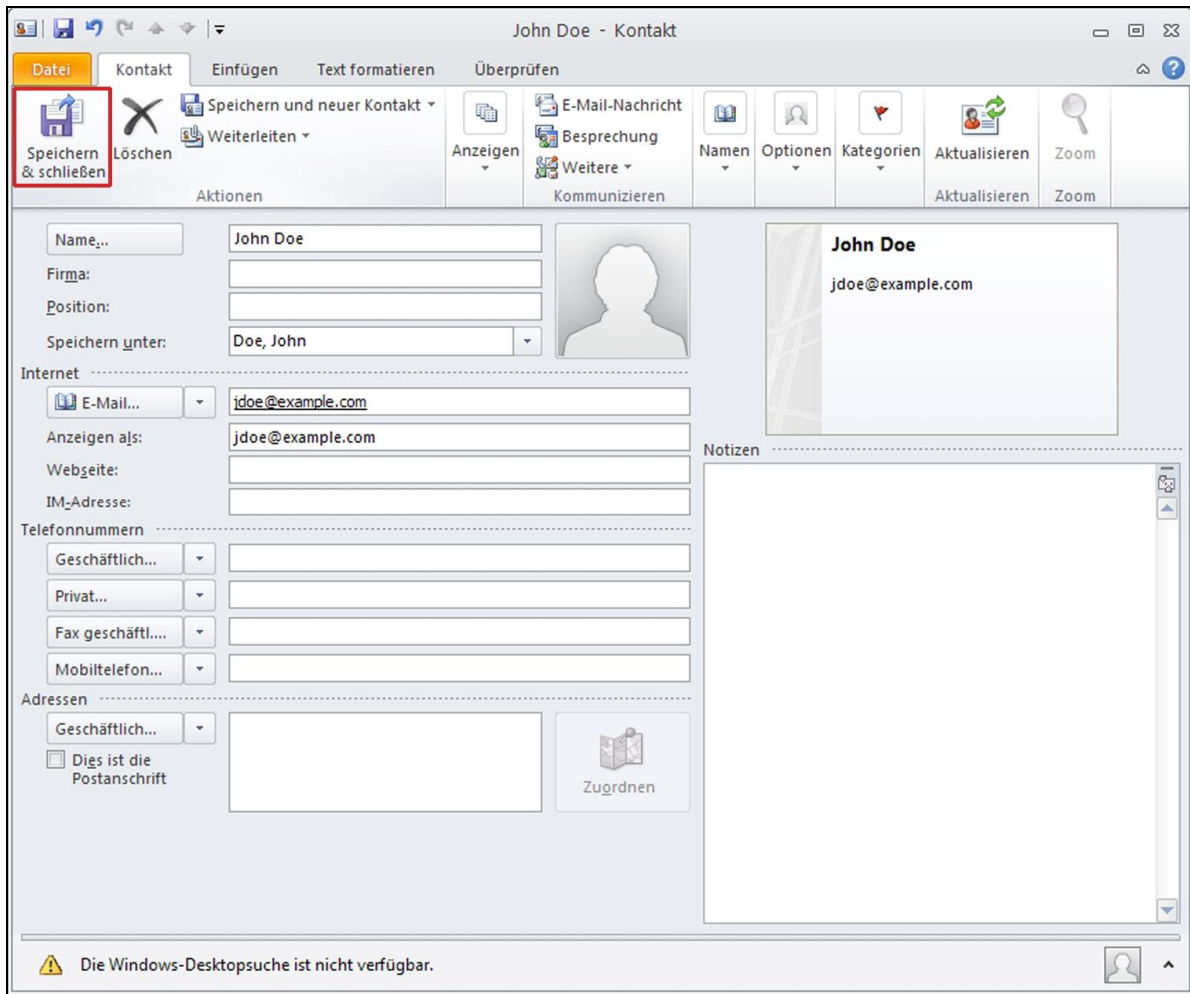 John Doe - Kontakt
Datei Kontakt Einfügen Text formatieren Überprüfen
Speichern & schließen
Löschen
Speichern und neuer Kontakt
Weiterleiten
Aktionen
Anzeigen
E-Mail-Nachricht
Besprechung
Weitere
Kommunizieren
Namen
Optionen
Kategorien
Aktualisieren
Aktualisieren
Zoom
Zoom
Name... John Doe
Firma:
Position:
Speichern unter: Doe, John
Internet
E-Mail... jdoe@example.com
Anzeigen als: jdoe@example.com
Webseite:
IM-Adresse:
Telefonnummern
Geschäftlich...
Privat...
Fax geschäftl....
Mobiltelefon...
Adressen
Geschäftlich...
Dies ist die
Postanschrift
Zuordnen
John Doe
jdoe@example.com
Notizen
Die Windows-Desktopsuche ist nicht verfügbar.